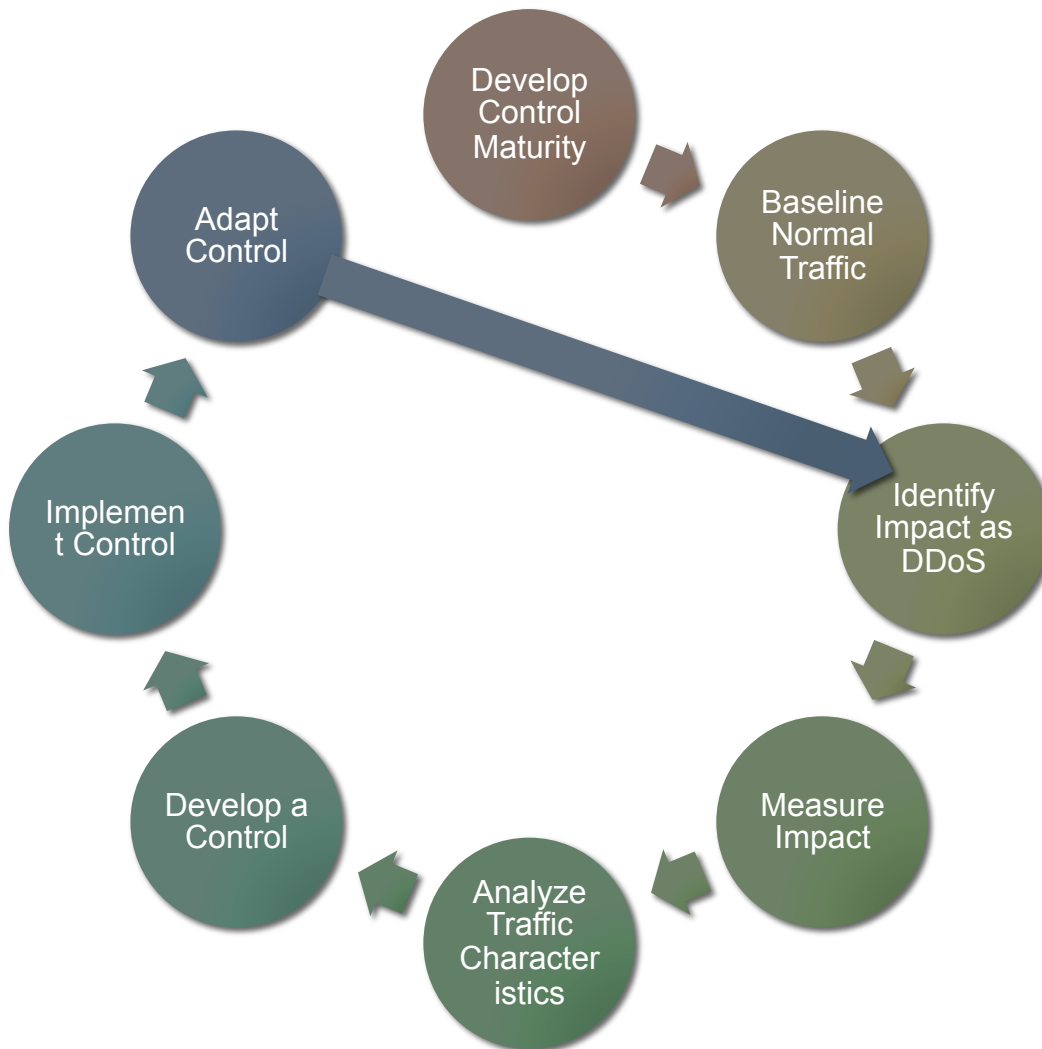 Develop
Control
Maturity
Baseline
Normal
Traffic
Identify
Impact as
DDoS
Measure
Impact
Analyze
Traffic
Character
istics
Develop a
Control
Implemen
t Control
Adapt
Control